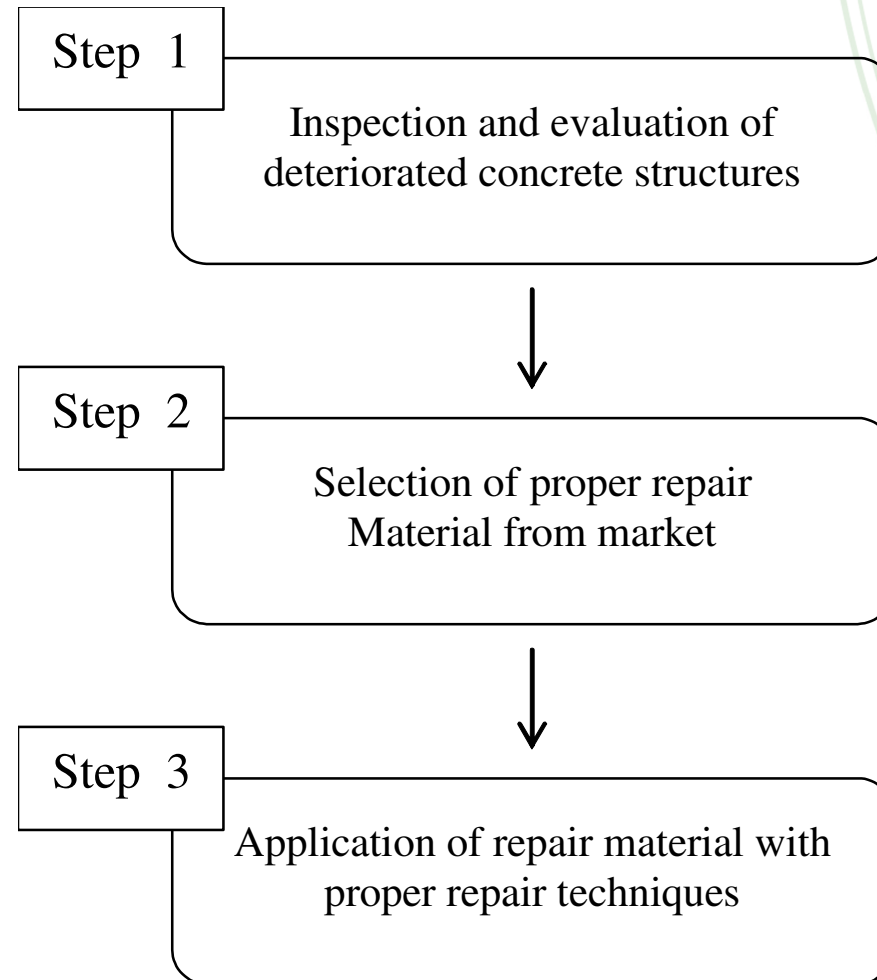 Step 1
Inspection and evaluation of
deteriorated concrete structures
Step 2
Selection of proper repair
Material from market
Step 3
Application of repair material with
proper repair techniques